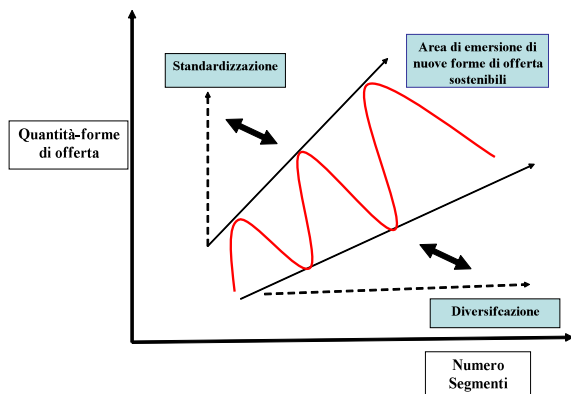 Standardizzazione
Area di emersione di
nuove forme di offerta
sostenibili
Quantità-forme
di offerta
Diversifcazione
Numero
Segmenti